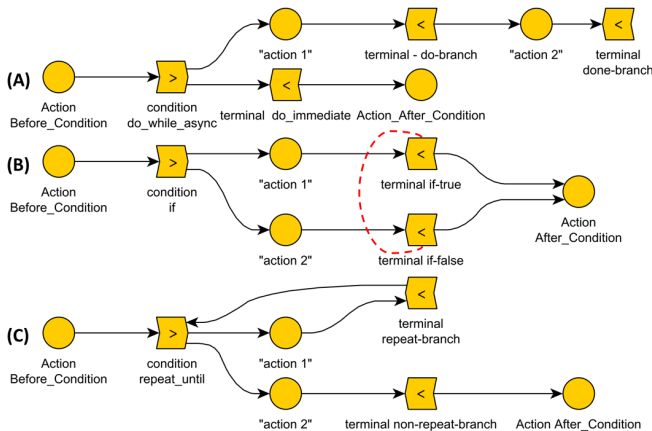 (A)
Action
Before_Condition
>
condition
do_while_async
"action 1"
<
terminal - do-branch
"action 2"
<
terminal
done-branch
<
terminal do_immediate
Action_After_Condition
(B)
Action
Before_Condition
>
condition
if
"action 1"
<
terminal if-true
"action 2"
<
terminal if-false
Action
After_Condition
(C)
Action
Before_Condition
>
condition
repeat_until
"action 1"
<
terminal
repeat-branch
"action 2"
<
terminal non-repeat-branch
Action After_Condition